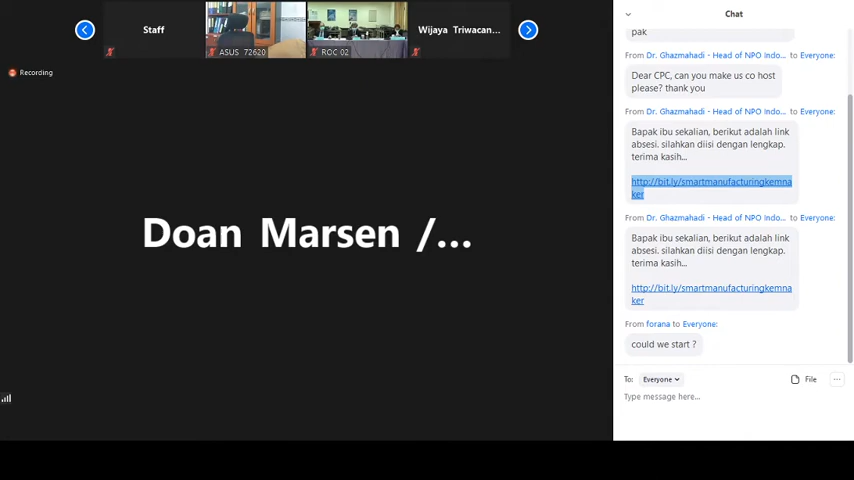 Staff
ASUS 72620
ROC 02
Wijaya Triwacan...
Recording
Doan Marsen /...
Chat
pak
From Dr. Ghazmahadi - Head of NPO Indo... to Everyone:
Dear CPC, can you make us co host
please? thank you
From Dr. Ghazmahadi - Head of NPO Indo... to Everyone:
Bapak ibu sekalian, berikut adalah link
absesi. silahkan diisi dengan lengkap.
terima kasih...
http://bit.ly/smartmanufacturingkemna
ker
From Dr. Ghazmahadi - Head of NPO Indo... to Everyone:
Bapak ibu sekalian, berikut adalah link
absesi. silahkan diisi dengan lengkap.
terima kasih...
http://bit.ly/smartmanufacturingkemna
ker
From forana to Everyone:
could we start ?
To: Everyone File ...
Type message here...